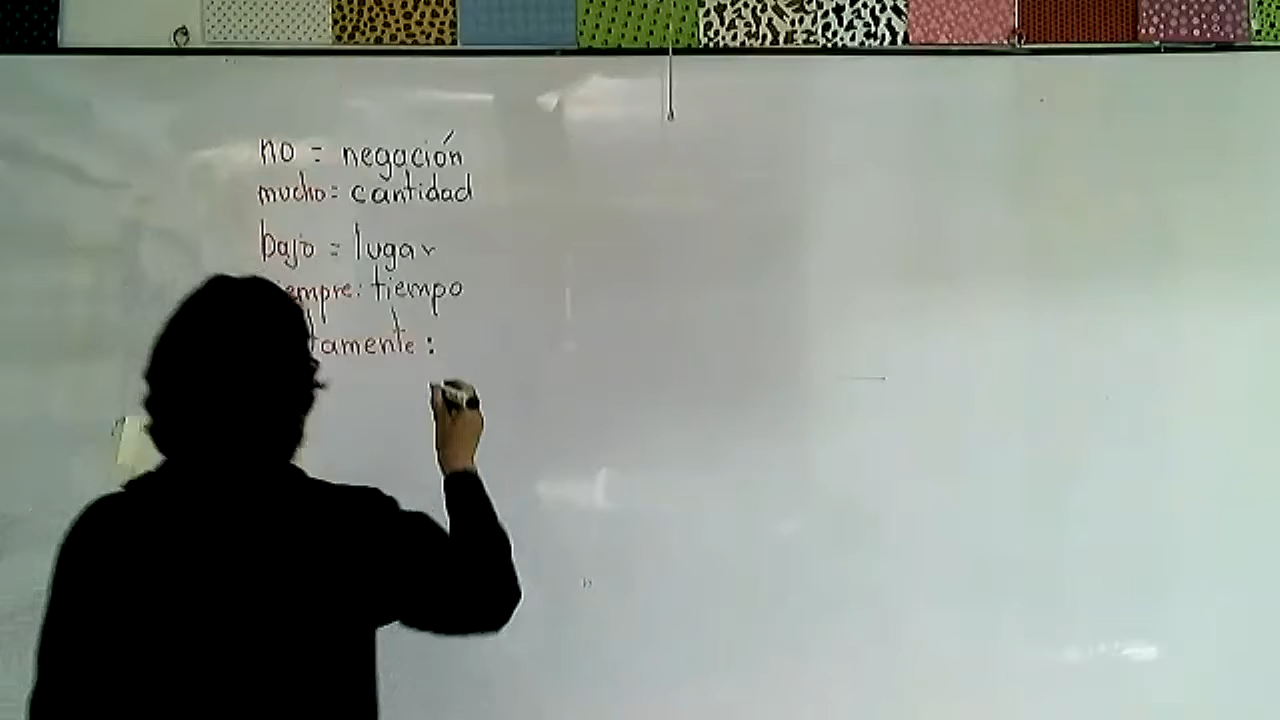 no = negación
mucho: cantidad
bajo = lugar
empre: tiempo
tamente: